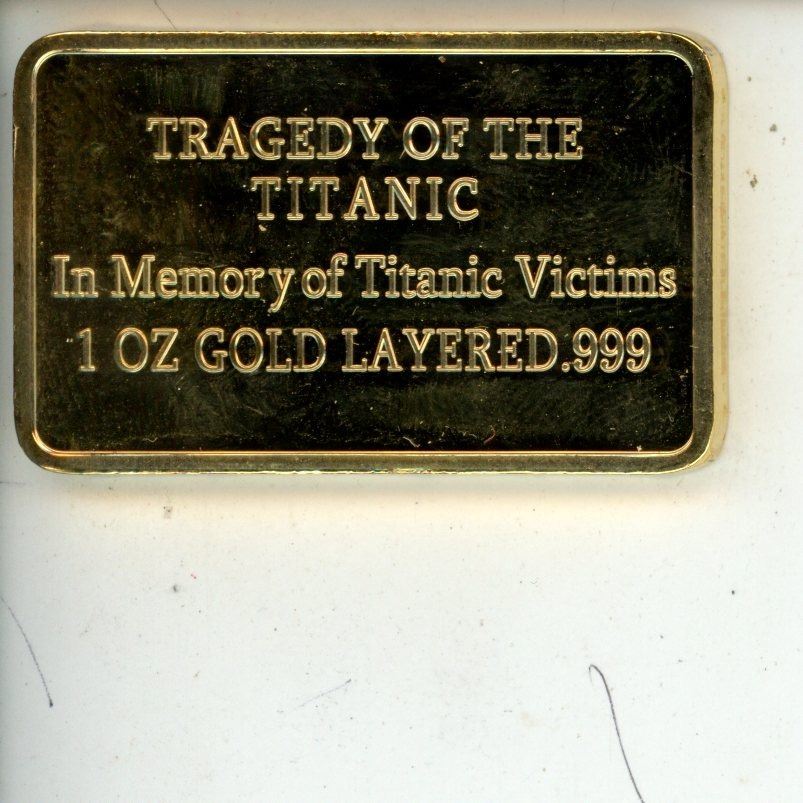 TRAGEDY OF THE
TITANIC
In Memory of Titanic Victims
1 OZ GOLD LAYERED .999